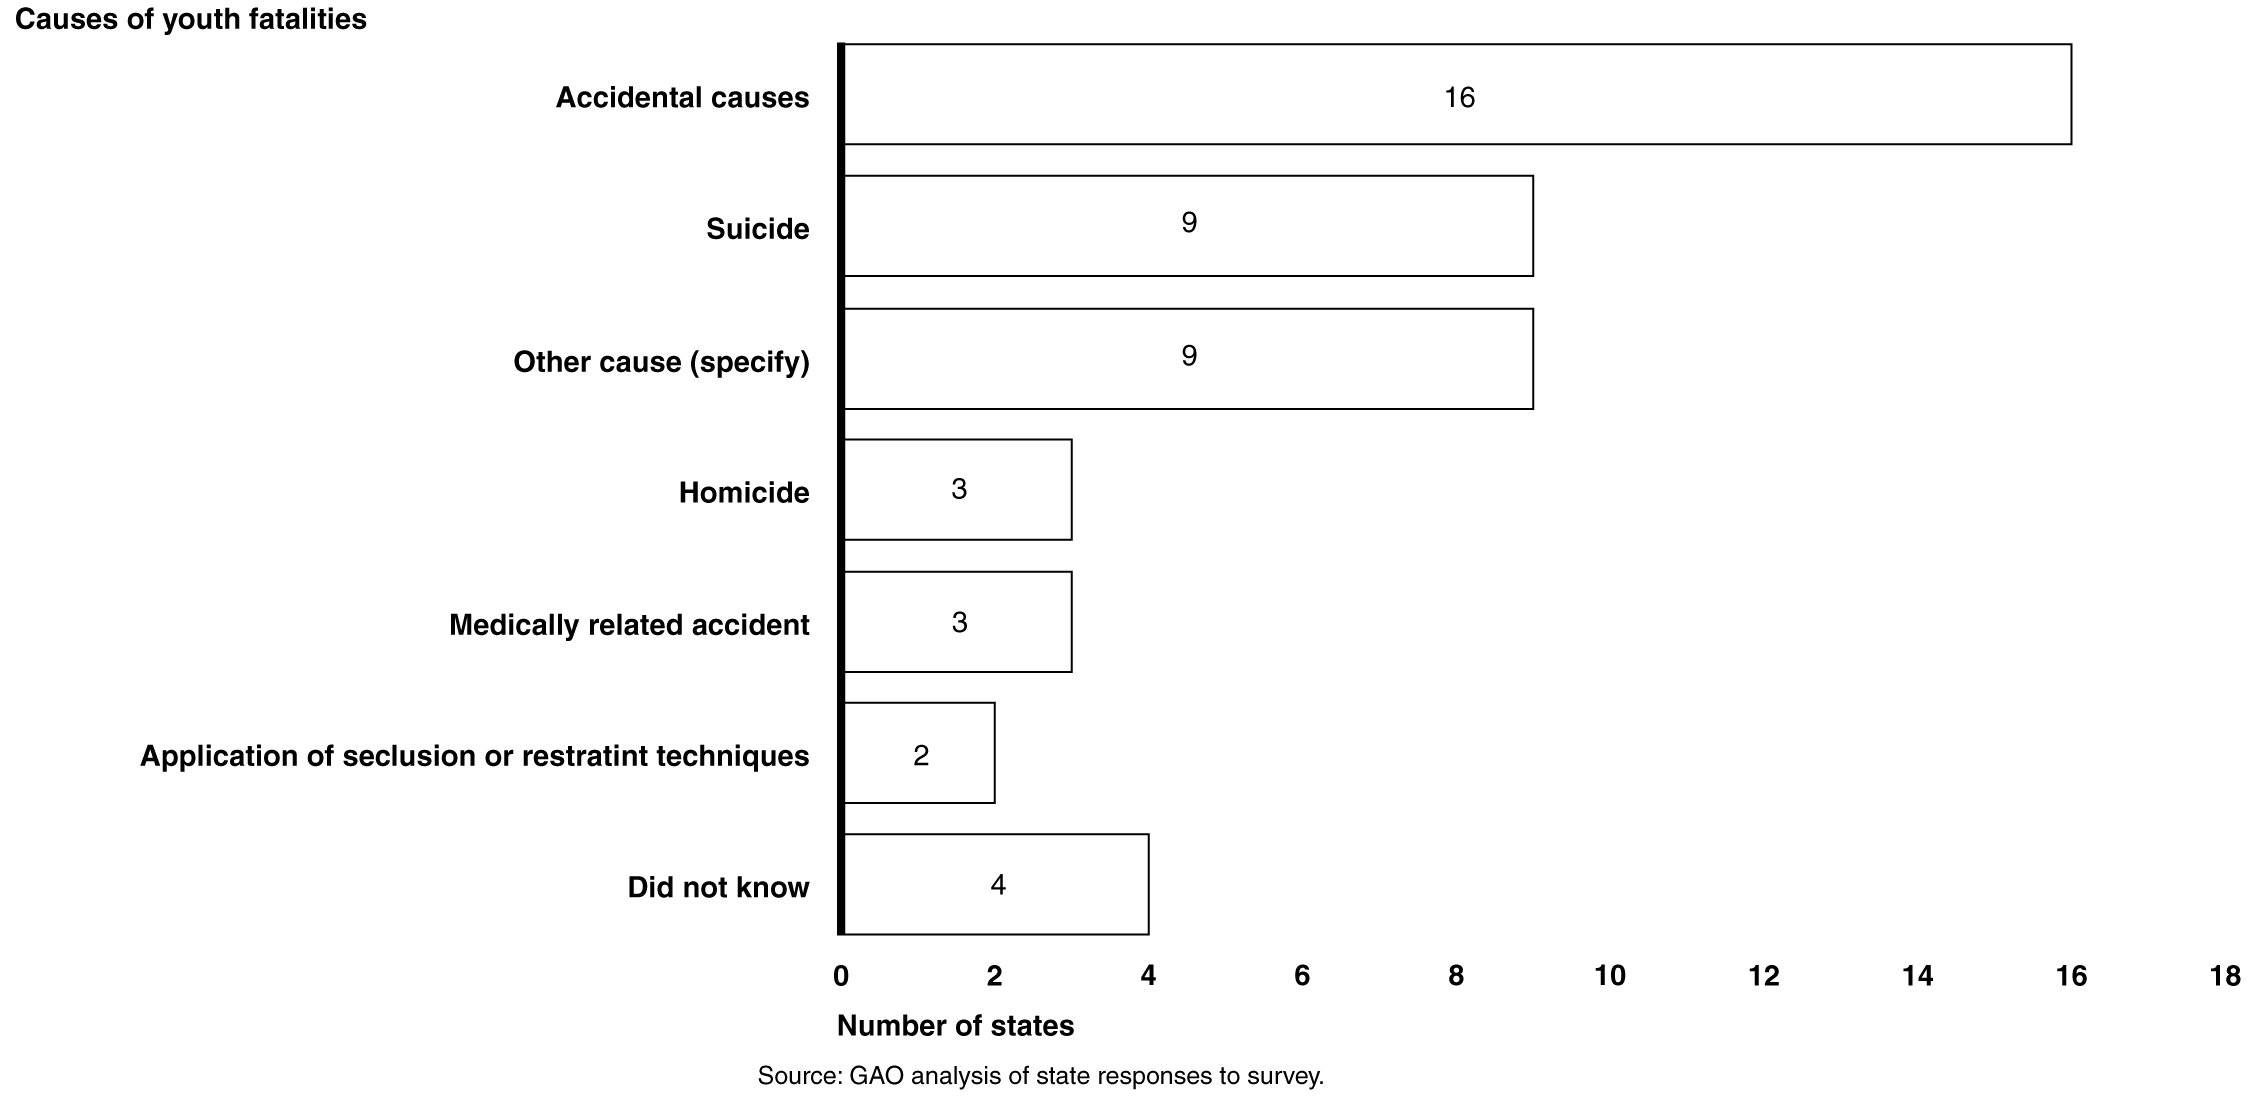 Causes of youth fatalities
Accidental causes
16
Suicide
9
Other cause (specify)
9
Homicide
3
Medically related accident
3
Application of seclusion or restratint techniques
2
Did not know
4
0 2 4 6 8 10 12 14 16 18
Number of states
Source: GAO analysis of state responses to survey.